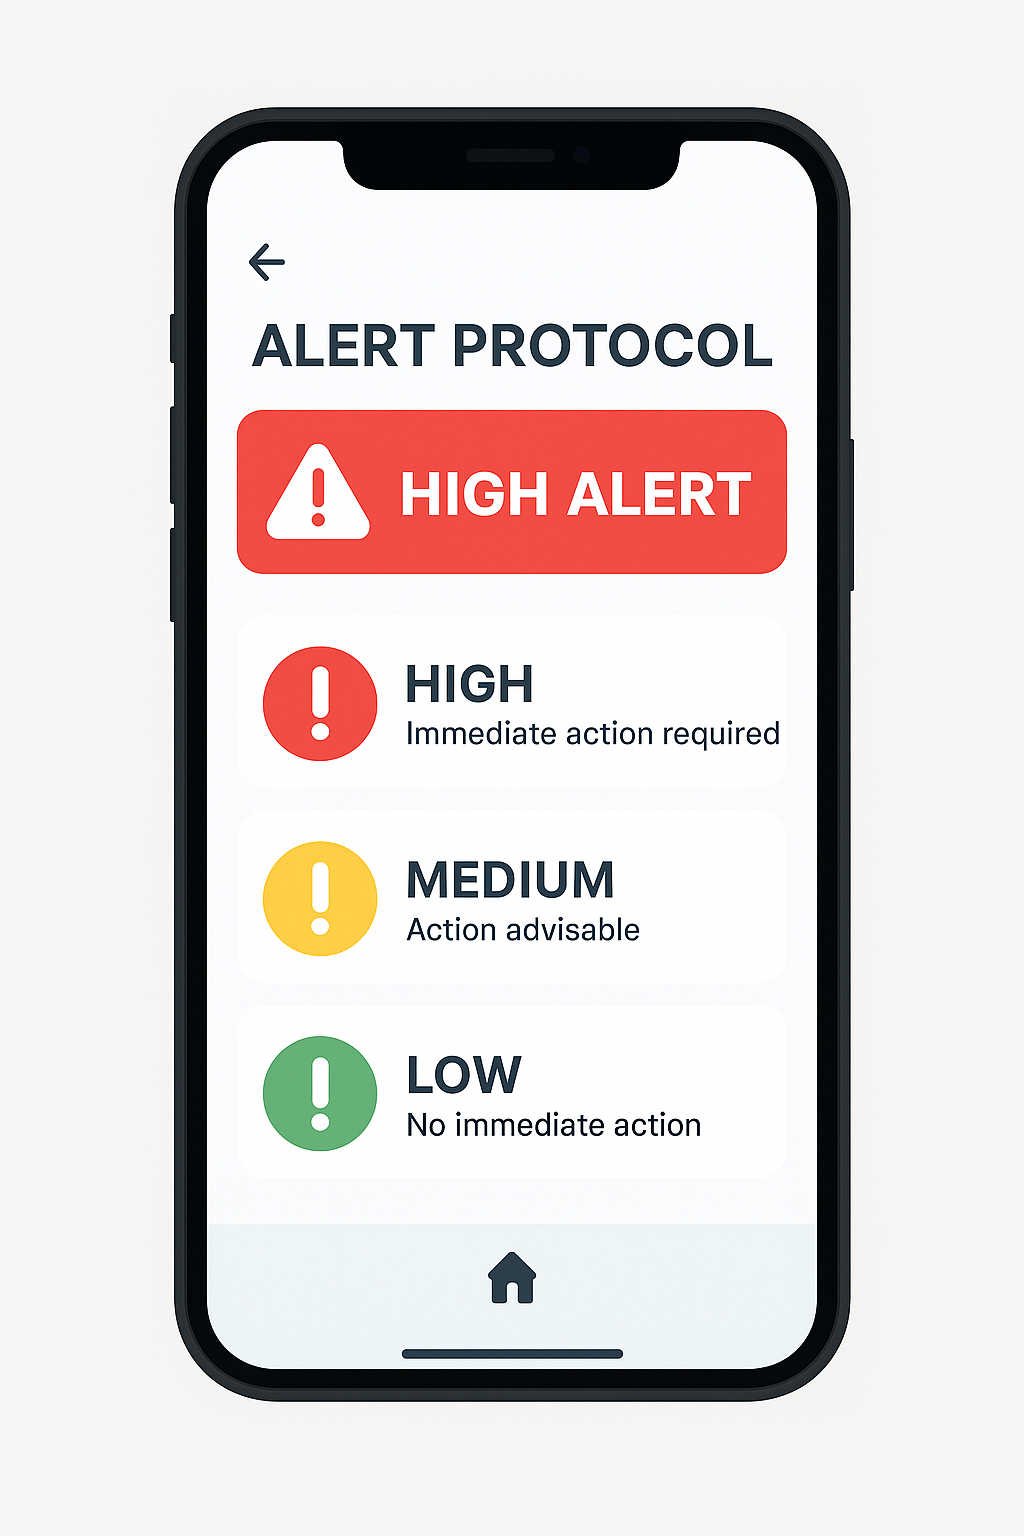 ALERT PROTOCOL
HIGH ALERT
HIGH
Immediate action required
MEDIUM
Action advisable
LOW
No immediate action